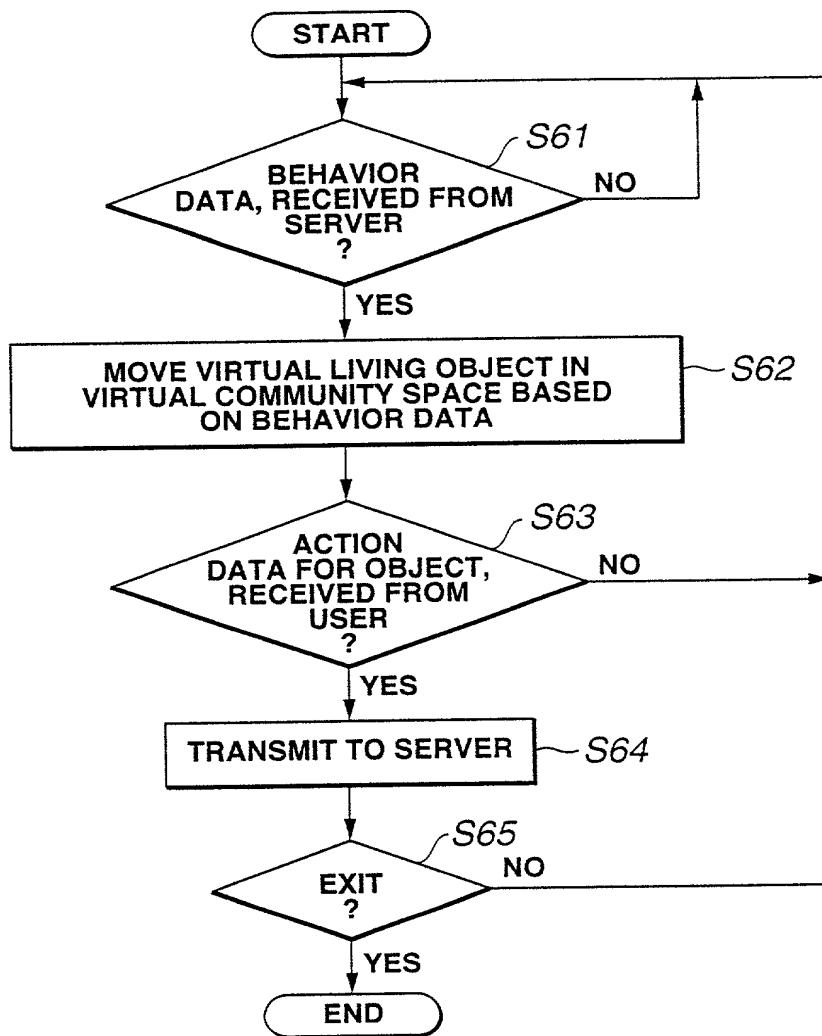 START
S61
BEHAVIOR
DATA, RECEIVED FROM
SERVER
?
NO
YES
MOVE VIRTUAL LIVING OBJECT IN
VIRTUAL COMMUNITY SPACE BASED
ON BEHAVIOR DATA
S62
S63
ACTION
DATA FOR OBJECT,
RECEIVED FROM
USER
?
NO
YES
TRANSMIT TO SERVER
S64
S65
EXIT
?
NO
YES
END